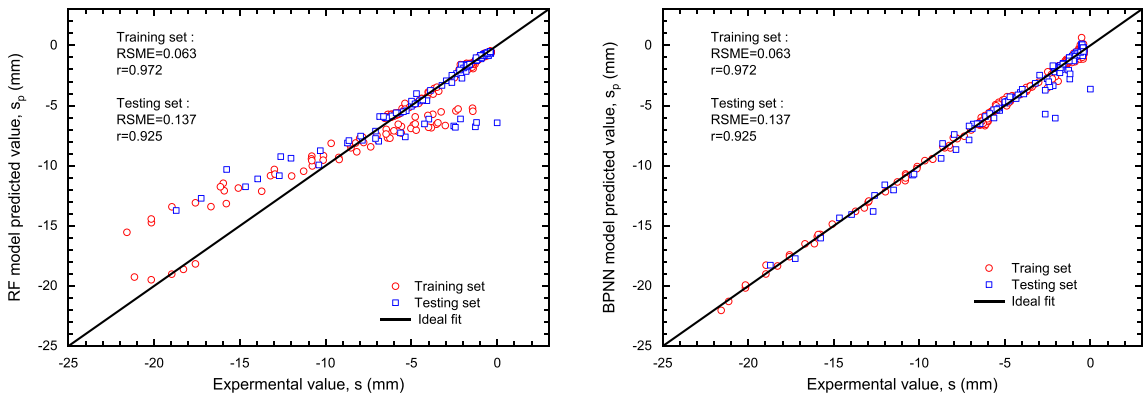 Training set :
RSME=0.063
r=0.972
Testing set :
RSME=0.137
r=0.925
RF model predicted value, sp (mm)
0
-5
-10
-15
-20
-25
Training set
Testing set
Ideal fit
-25 -20 -15 -10 -5 0
Expermental value, s (mm)
Training set :
RSME=0.063
r=0.972
Testing set :
RSME=0.137
r=0.925
BPNN model predicted value, sp (mm)
0
-5
-10
-15
-20
-25
Traing set
Testing set
Ideal fit
-25 -20 -15 -10 -5 0
Expermental value, s (mm)